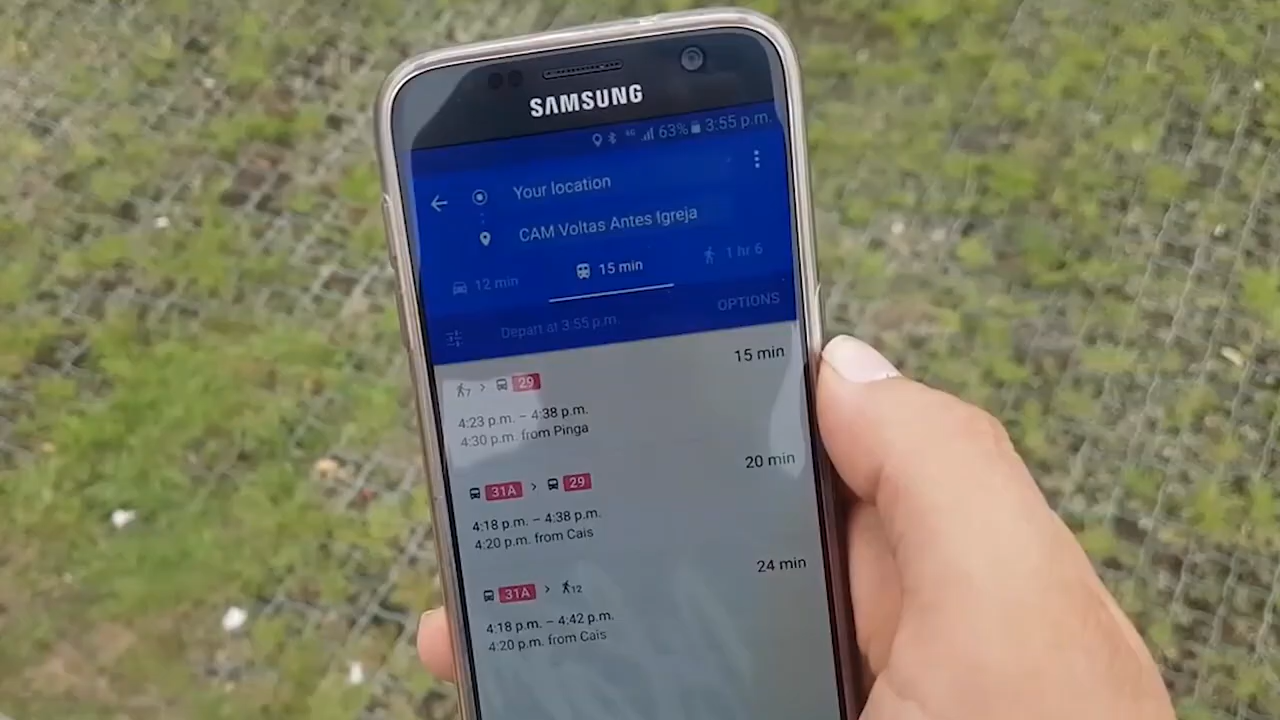 SAMSUNG
4G 63% 3:55 p.m.
Your location
CAM Voltas Antes Igreja
12 min 15 min 1 hr 6
Depart at 3:55 p.m. OPTIONS
15 min
7 > 29
4:23 p.m. – 4:38 p.m.
4:30 p.m. from Pinga
20 min
31A > 29
4:18 p.m. – 4:38 p.m.
4:20 p.m. from Cais
24 min
31A > 12
4:18 p.m. – 4:42 p.m.
4:20 p.m. from Cais